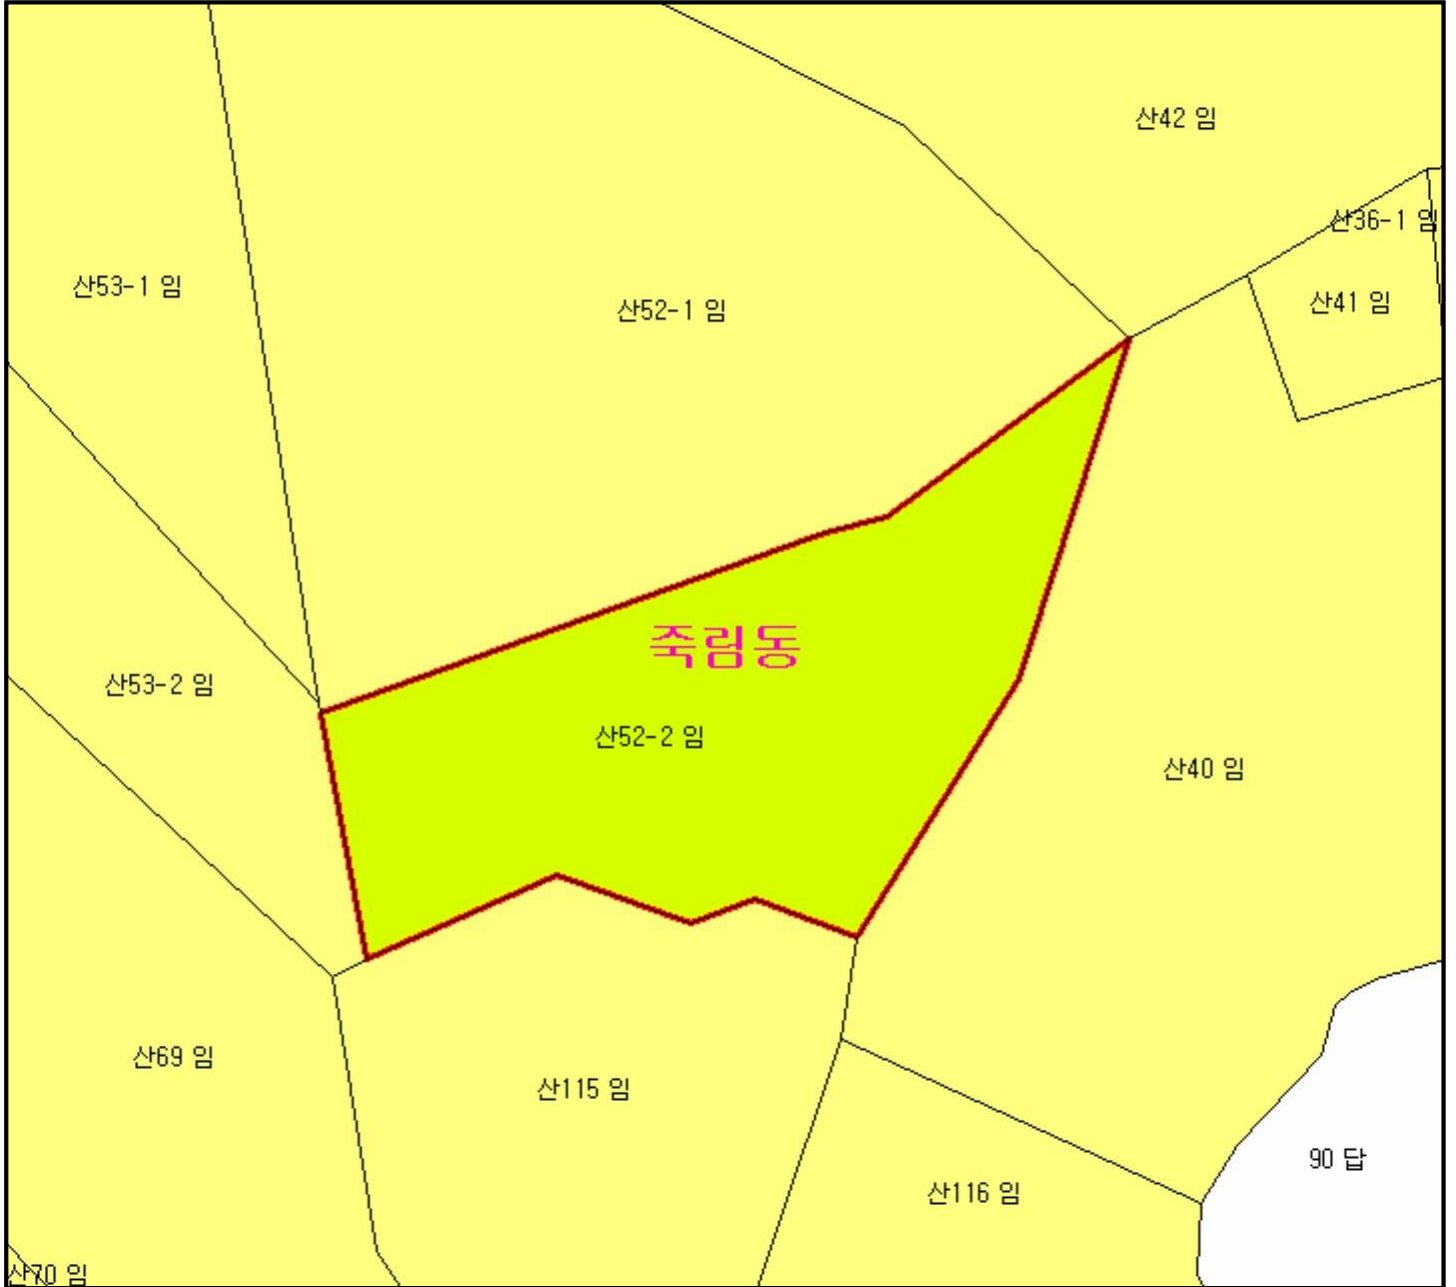 산42 임
산36-1 임
산53-1 임
산52-1 임
산41 임
죽림동
산53-2 임
산52-2 임
산40 임
산69 임
산115 임
90 답
산116 임
산70 임